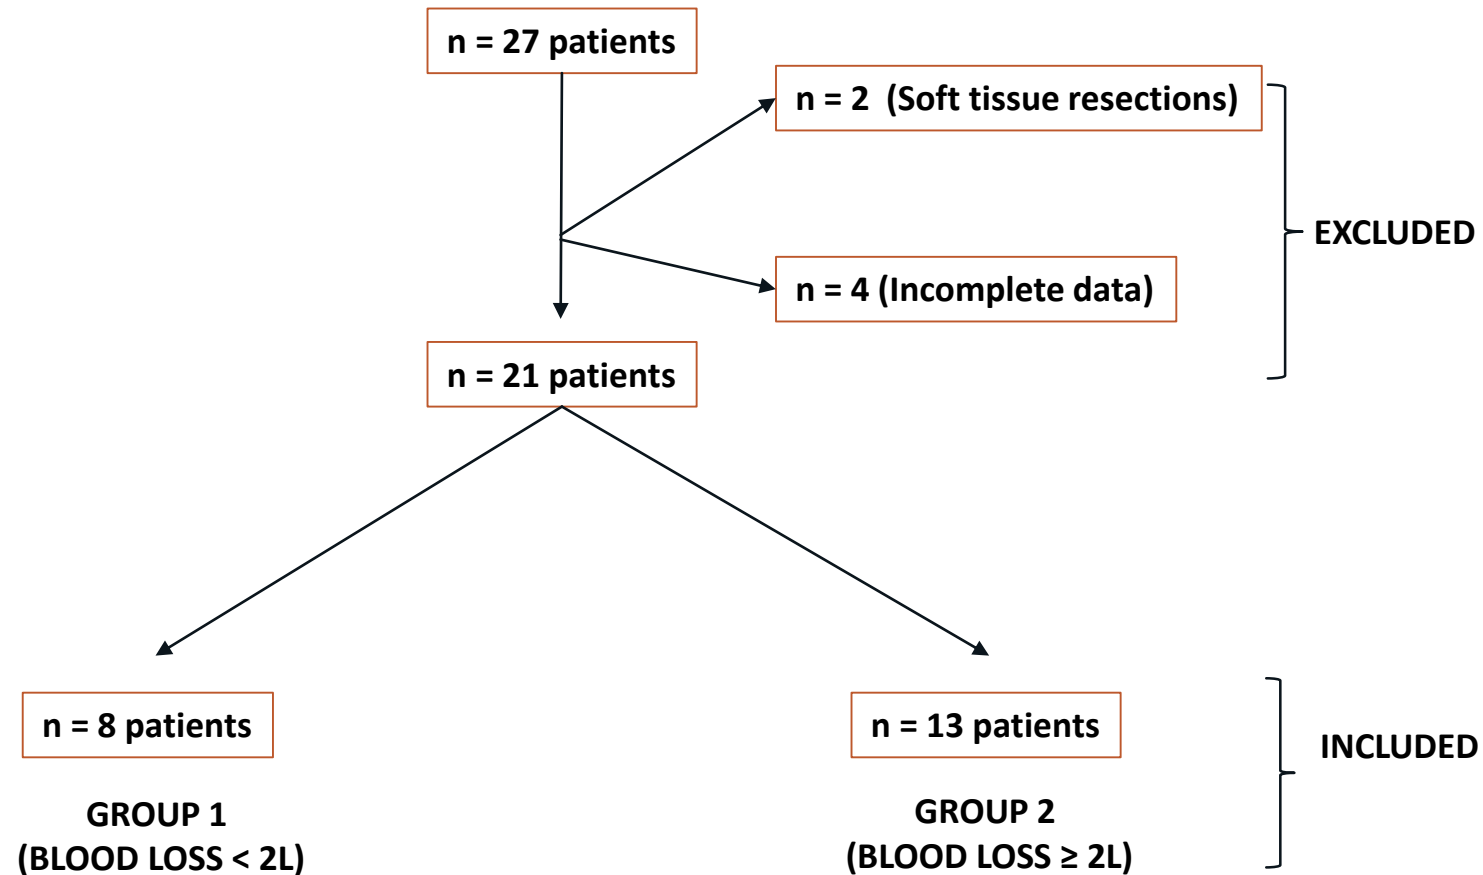 n = 27 patients
n = 2  (Soft tissue resections)
EXCLUDED
n = 4 (Incomplete data)
n = 21 patients
n = 8 patients
n = 13 patients
INCLUDED
GROUP 1
(BLOOD LOSS < 2L)
GROUP 2
(BLOOD LOSS ≥ 2L)